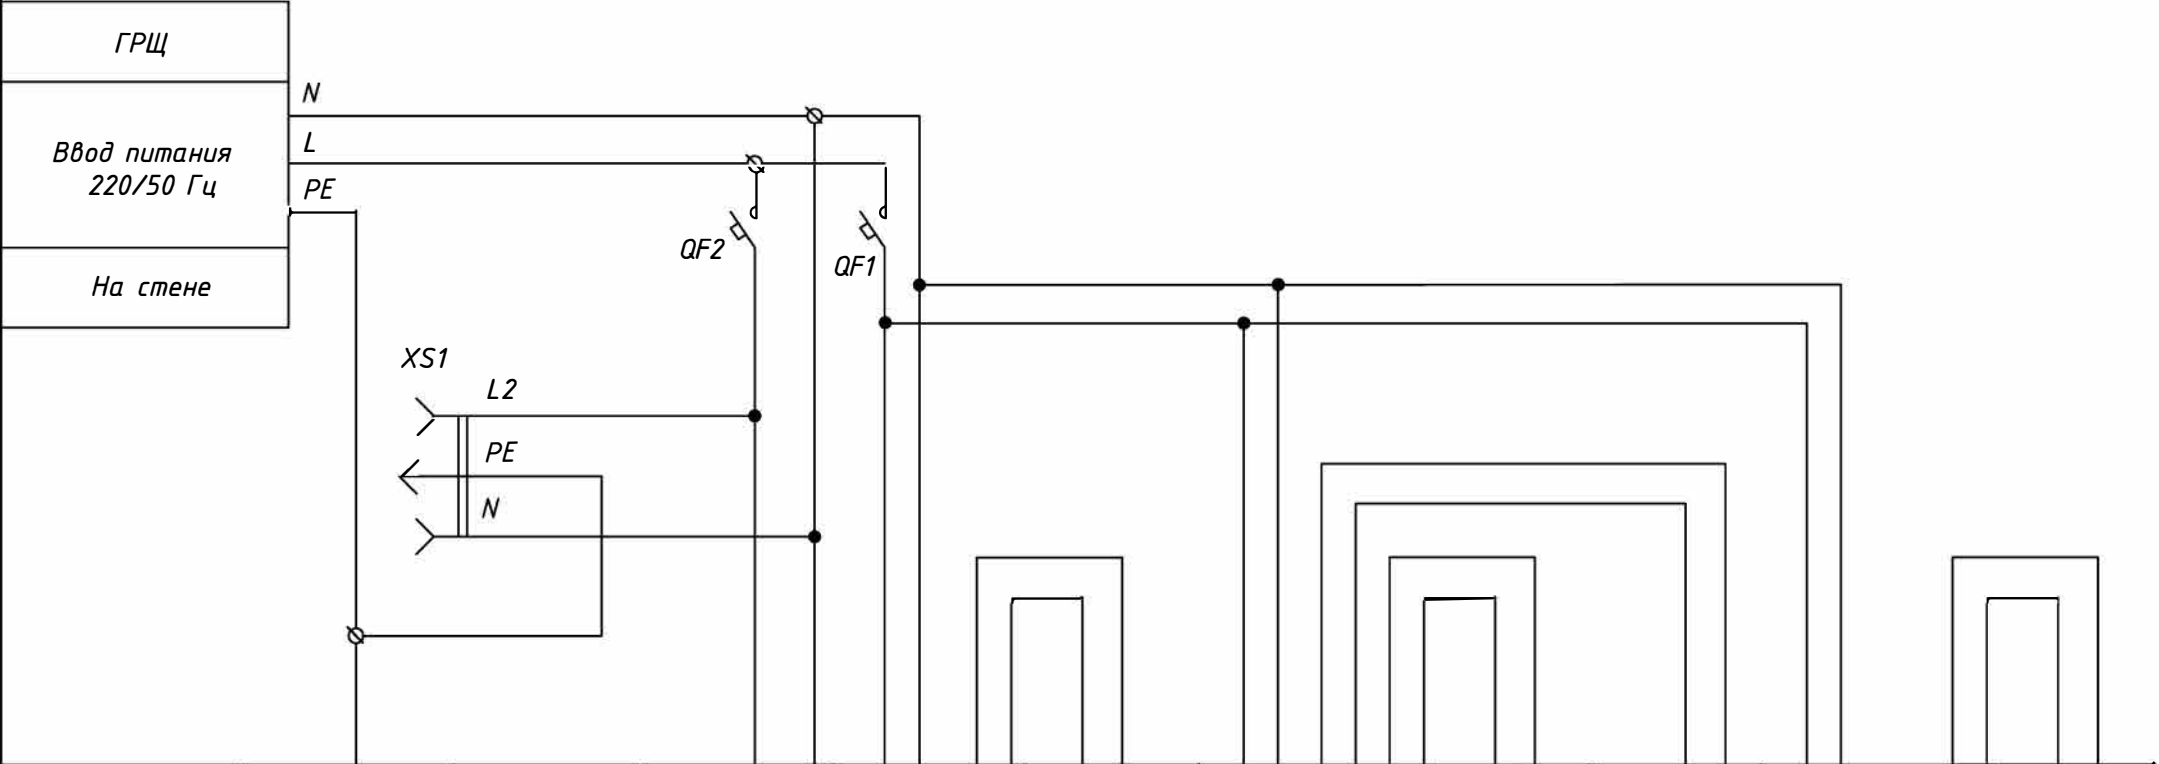 ГРЩ
N
L
Ввод питания
220/50 Гц
PE
QF2
QF1
На стене
XS1
L2
PE
N